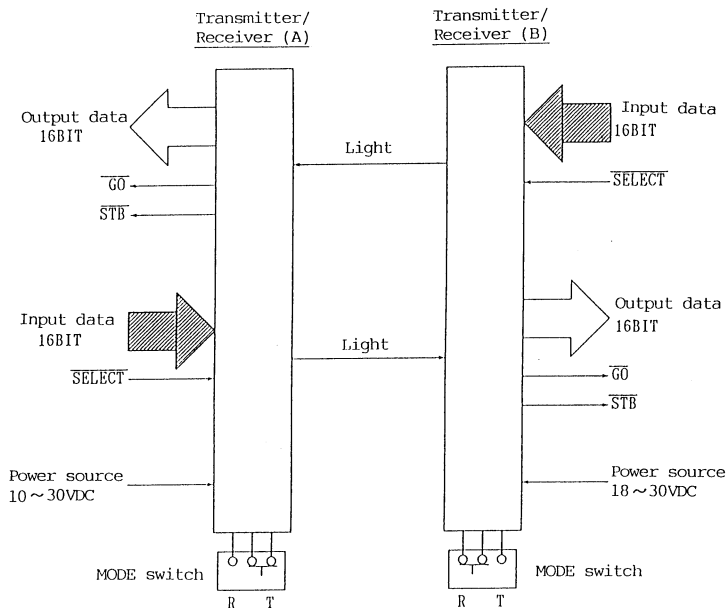 Transmitter/
Receiver (A)
Transmitter/
Receiver (B)
Output data
16BIT
Input data
16BIT
Light
GO
SELECT
STB
Input data
16BIT
Output data
16BIT
Light
SELECT
GO
STB
Power source
10～30VDC
Power source
18～30VDC
MODE switch
R T
MODE switch
R T